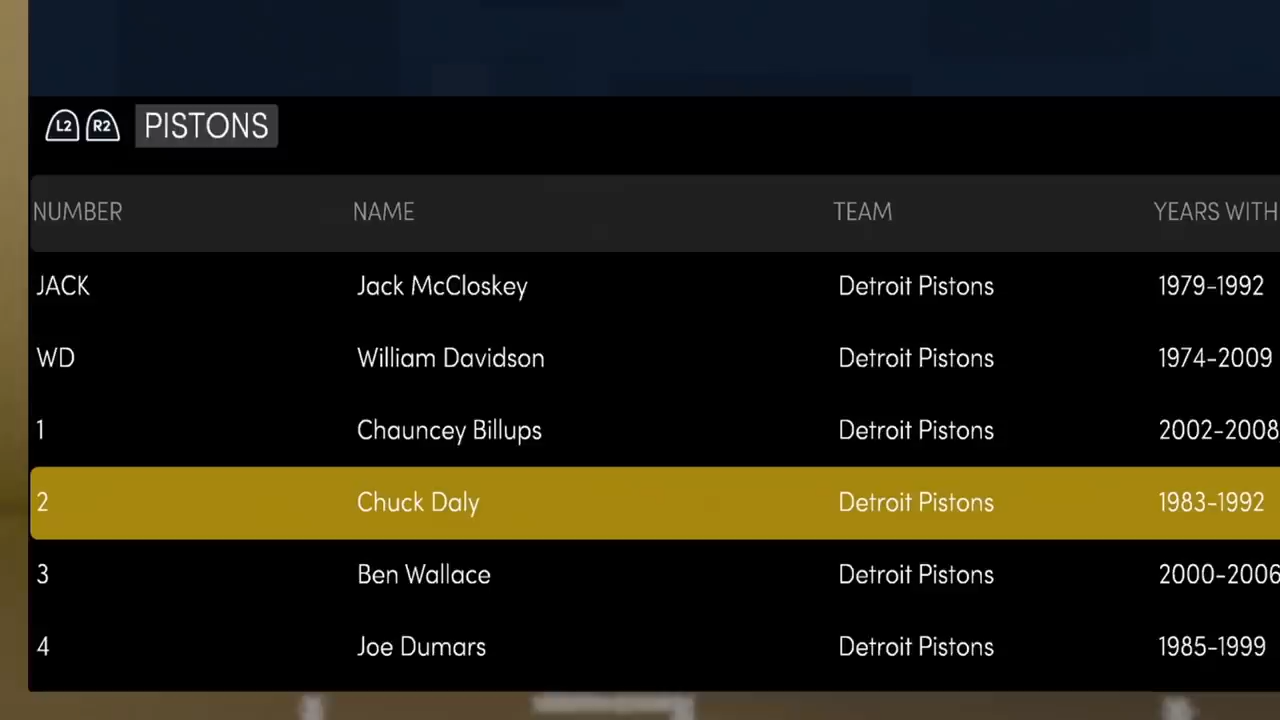 L2 R2 PISTONS
NUMBER NAME TEAM YEARS WITH
JACK Jack McCloskey Detroit Pistons 1979-1992
WD William Davidson Detroit Pistons 1974-2009
1 Chauncey Billups Detroit Pistons 2002-2008
2 Chuck Daly Detroit Pistons 1983-1992
3 Ben Wallace Detroit Pistons 2000-2006
4 Joe Dumars Detroit Pistons 1985-1999